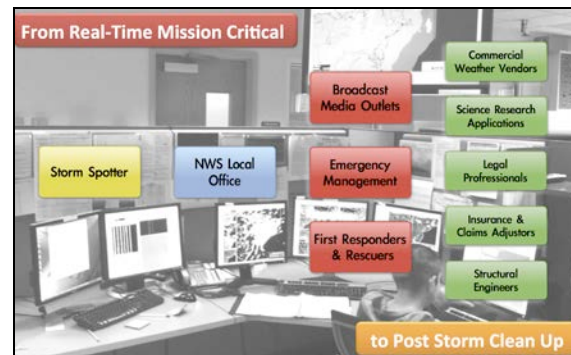 From Real-Time Mission Critical
Commercial
Weather Vendors
Broadcast
Media Outlets
Science Research
Applications
Storm Spotter
NWS Local
Office
Emergency
Management
Legal
Professionals
Insurance &
Claims Adjustors
First Responders
& Rescuers
Structural
Engineers
to Post Storm Clean Up